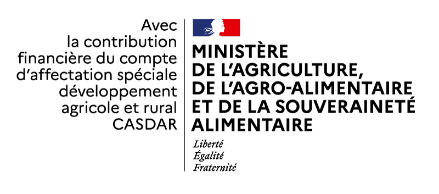 Avec
la contribution
financière du compte
d'affectation spéciale
développement
agricole et rural
CASDAR
MINISTÈRE
DE L'AGRICULTURE,
DE L'AGRO-ALIMENTAIRE
ET DE LA SOUVERAINETÉ
ALIMENTAIRE
Liberté
Égalité
Fraternité